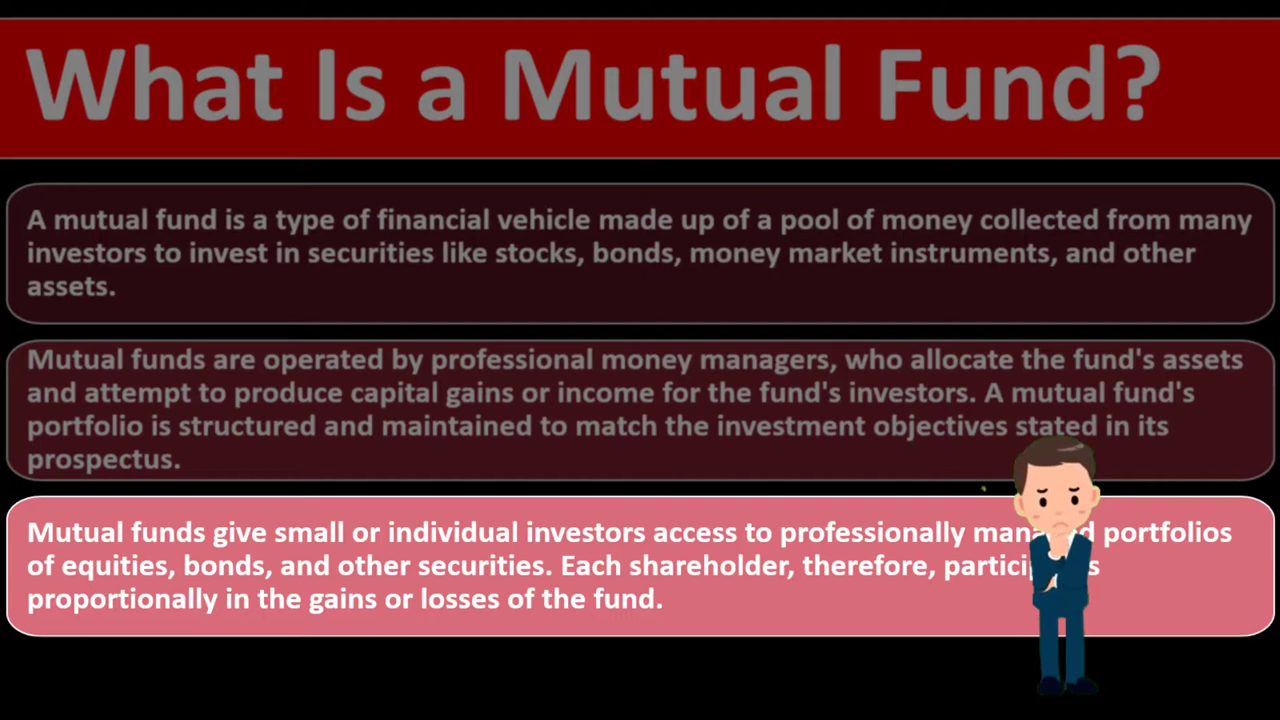 What Is a Mutual Fund?
A mutual fund is a type of financial vehicle made up of a pool of money collected from many
investors to invest in securities like stocks, bonds, money market instruments, and other
assets.
Mutual funds are operated by professional money managers, who allocate the fund's assets
and attempt to produce capital gains or income for the fund's investors. A mutual fund's
portfolio is structured and maintained to match the investment objectives stated in its
prospectus.
Mutual funds give small or individual investors access to professionally portfolios
of equities, bonds, and other securities. Each shareholder, therefore,
proportionally in the gains or losses of the fund.